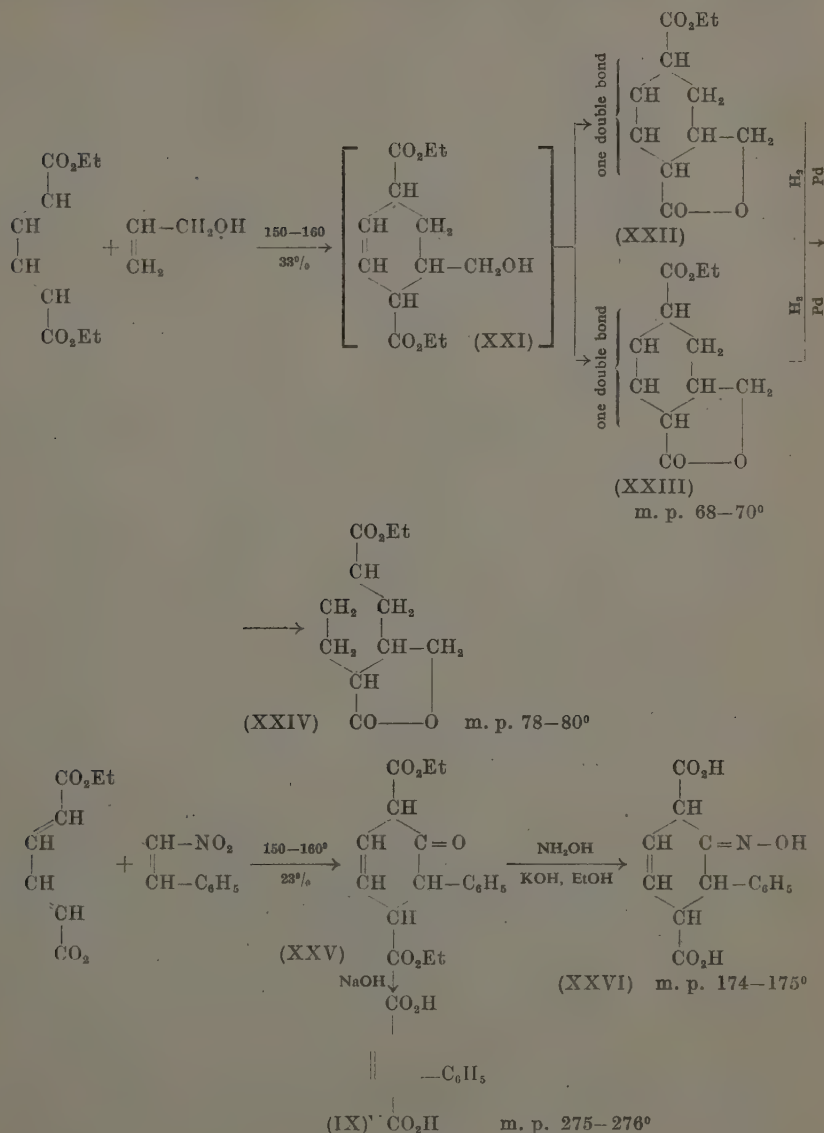 CO₂Et
CH
CH CH₂
CH CH—CH₂
CH
CO——O
(XXII)
one double bond
H₂
Pd
CO₂Et
CH
CH
CH
CH
CO₂Et
+
CH—CH₂OH
CH₂
150—160
33%
CO₂Et
CH
CH CH₂
CH CH—CH₂OH
CH
CO₂Et (XXI)
CO₂Et
CH
CH CH₂
CH CH—CH₂
CH
CO——O
(XXIII)
m. p. 68—70⁰
one double bond
H₂
Pd
CO₂Et
CH
CH₂ CH₂
CH₂ CH—CH₂
CH
(XXIV) CO——O m. p. 78—80⁰
CO₂Et
CH
CH
CH
CH
CO₂
+
CH—NO₂
CH—C₆H₅
150—160⁰
23%
CO₂Et
CH
CH C=O
CH CH—C₆H₅
CH
(XXV) CO₂Et
NH₂OH
KOH, EtOH
CO₂H
CH
CH C=N—OH
CH CH—C₆H₅
CH
CO₂H
(XXVI) m. p. 174—175⁰
NaOH
CO₂H
—C₆H₅
(IX) CO₂H m. p. 275—276⁰